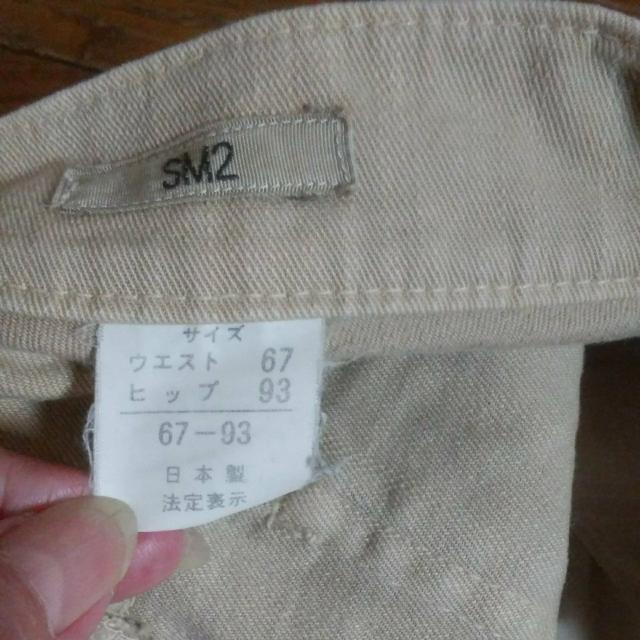 SM2
サイズ
ウエスト 67
ヒップ 93
67-93
日本製
法定表示